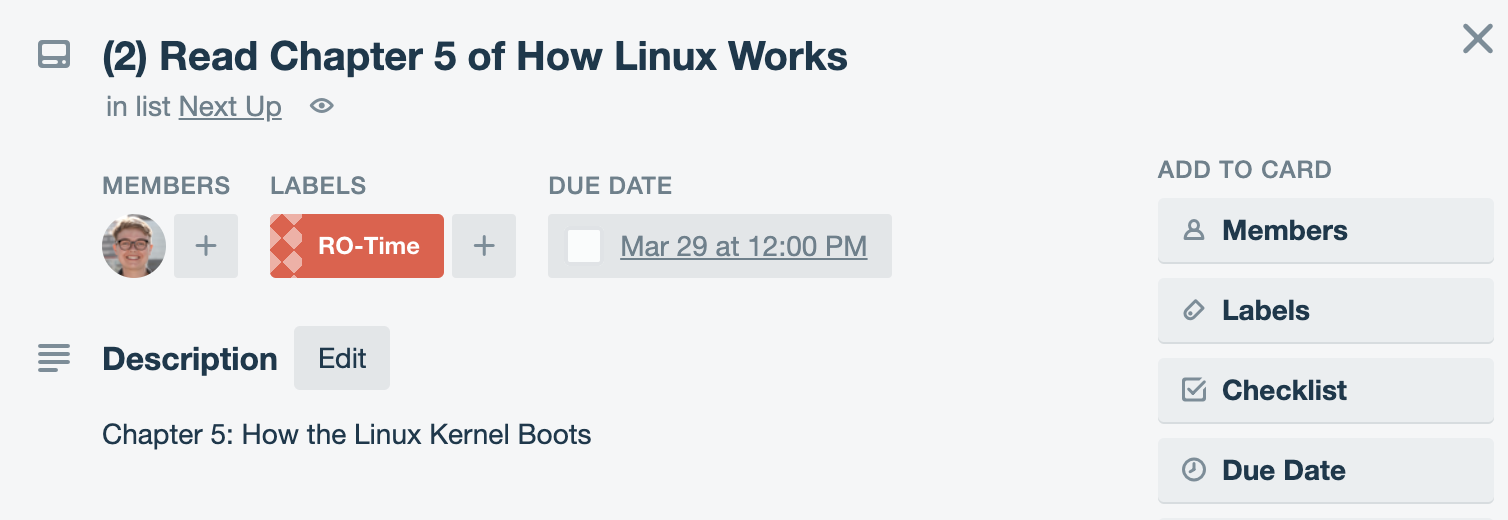 (2) Read Chapter 5 of How Linux Works
in list Next Up
MEMBERS
LABELS
DUE DATE
RO-Time
Mar 29 at 12:00 PM
Description
Edit
Chapter 5: How the Linux Kernel Boots
ADD TO CARD
Members
Labels
Checklist
Due Date